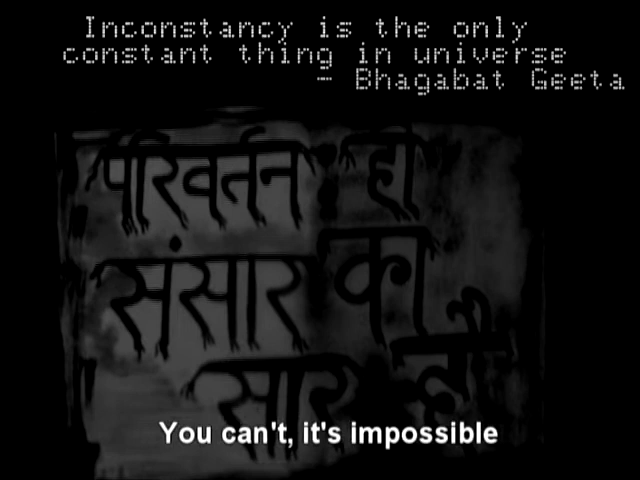 Inconstancy is the only
constant thing in universe
- Bhagabat Geeta
परिवर्तन ही
संसार का
सार है
You can't, it's impossible